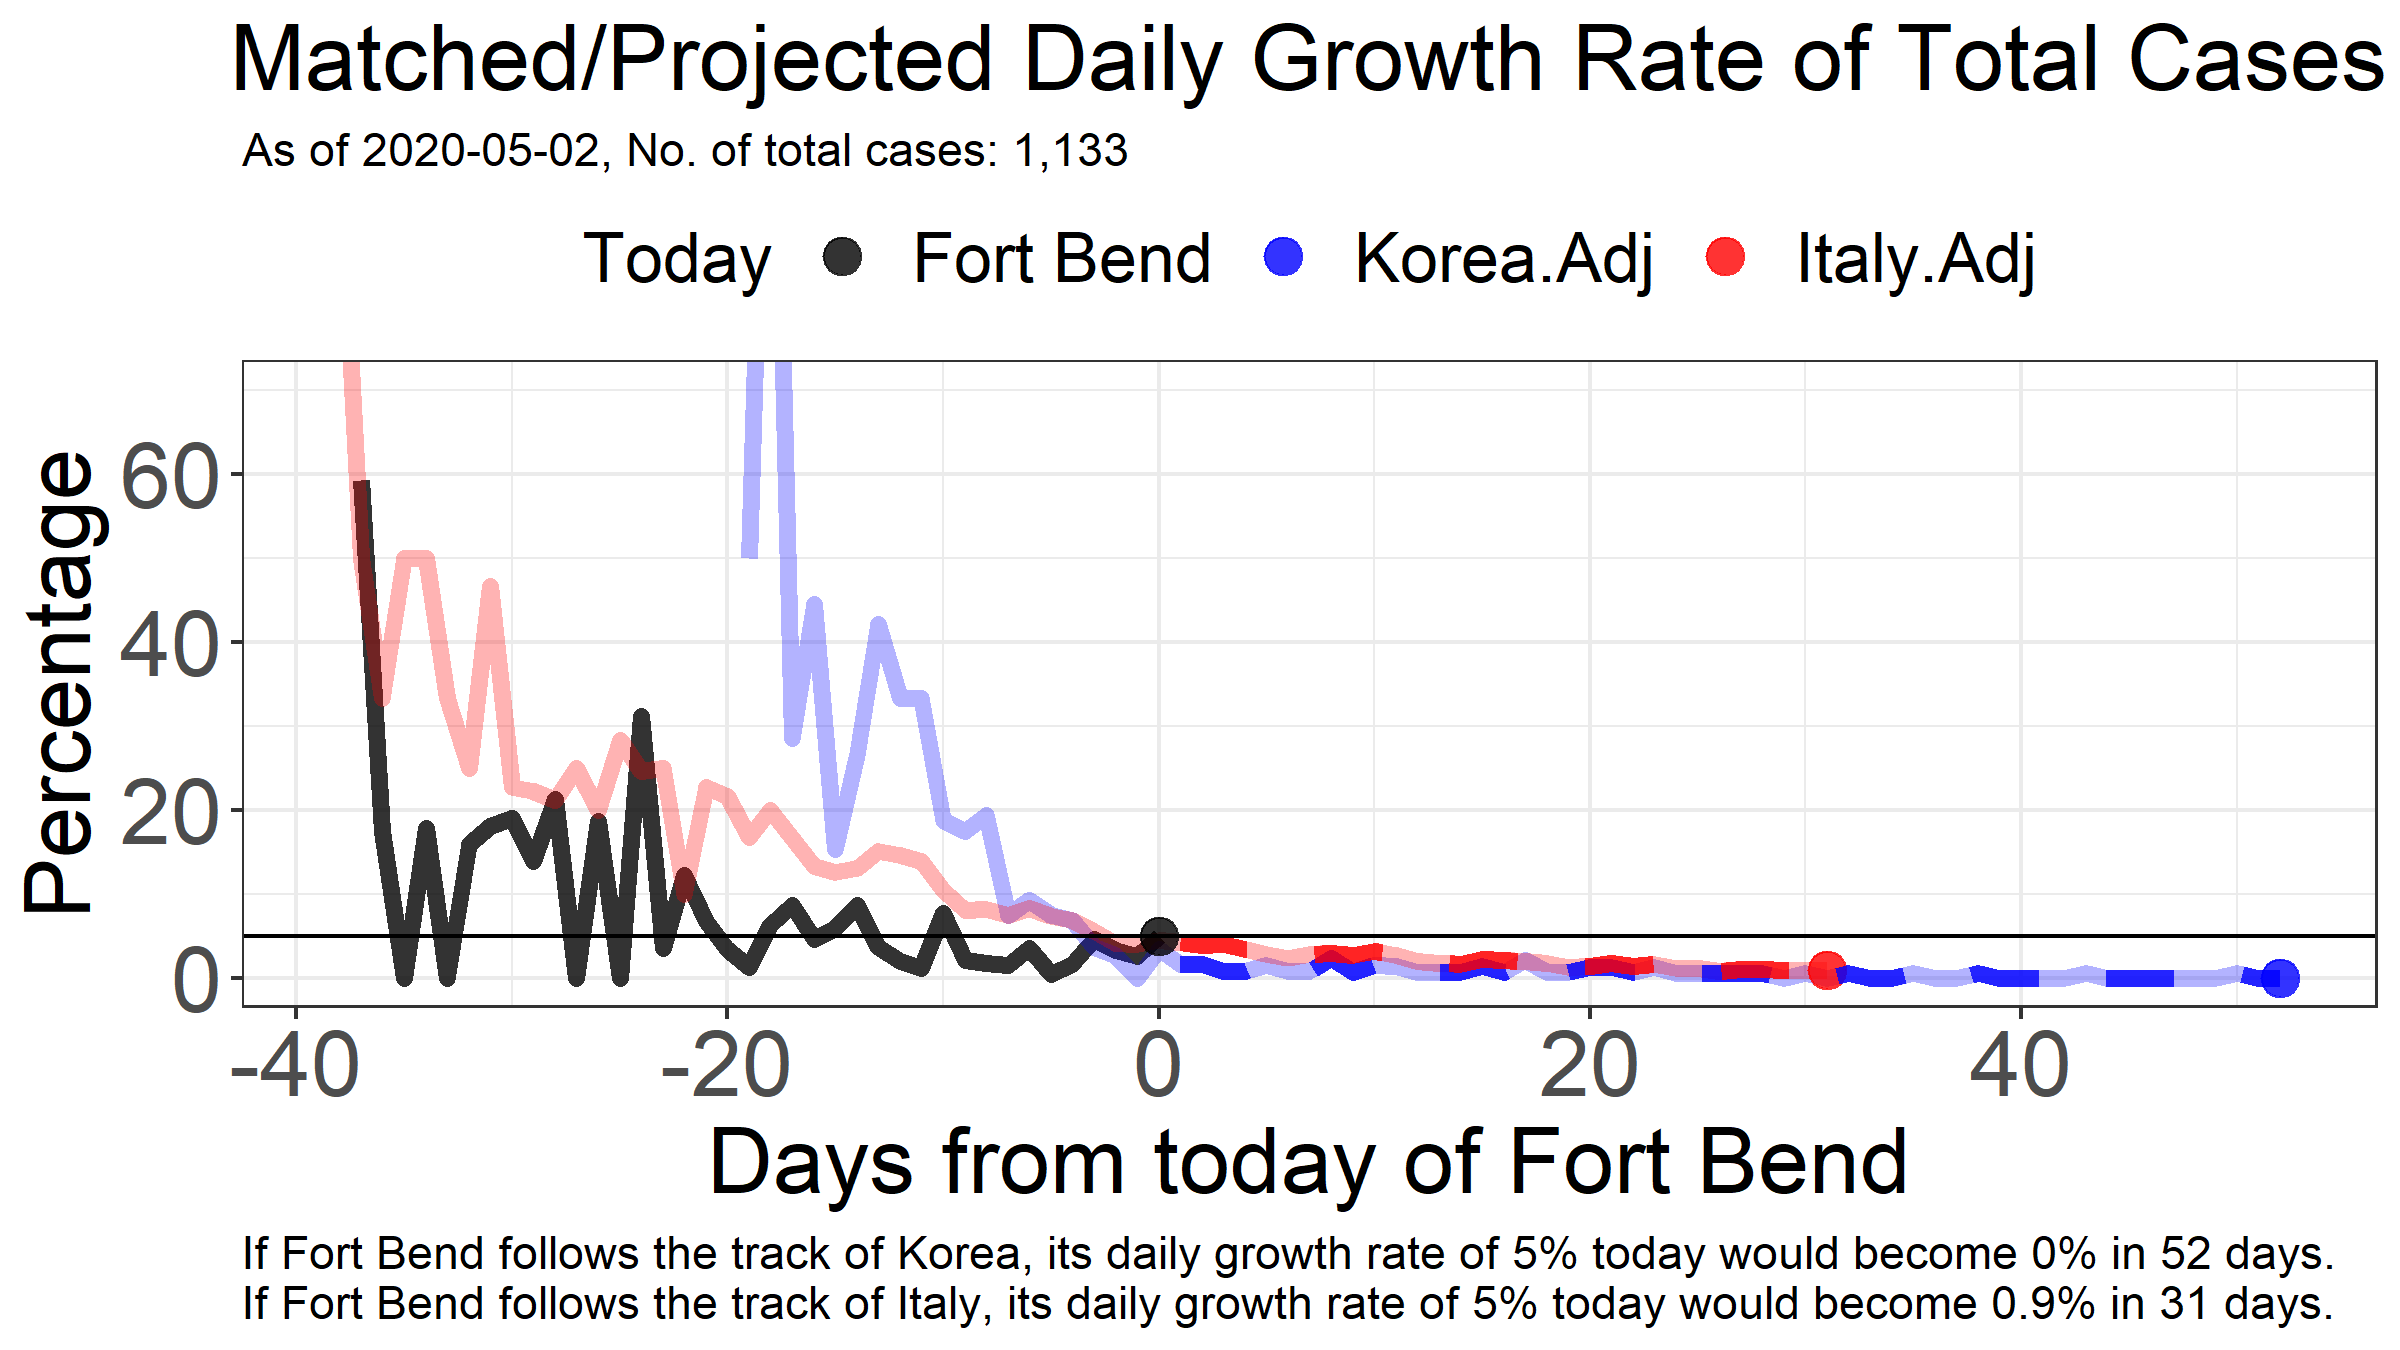 Matched/Projected Daily Growth Rate of Total Cases
As of 2020-05-02, No. of total cases: 1,133
Today Fort Bend Korea.Adj Italy.Adj
Percentage
60
40
20
0
-40 -20 0 20 40
Days from today of Fort Bend
If Fort Bend follows the track of Korea, its daily growth rate of 5% today would become 0% in 52 days.
If Fort Bend follows the track of Italy, its daily growth rate of 5% today would become 0.9% in 31 days.